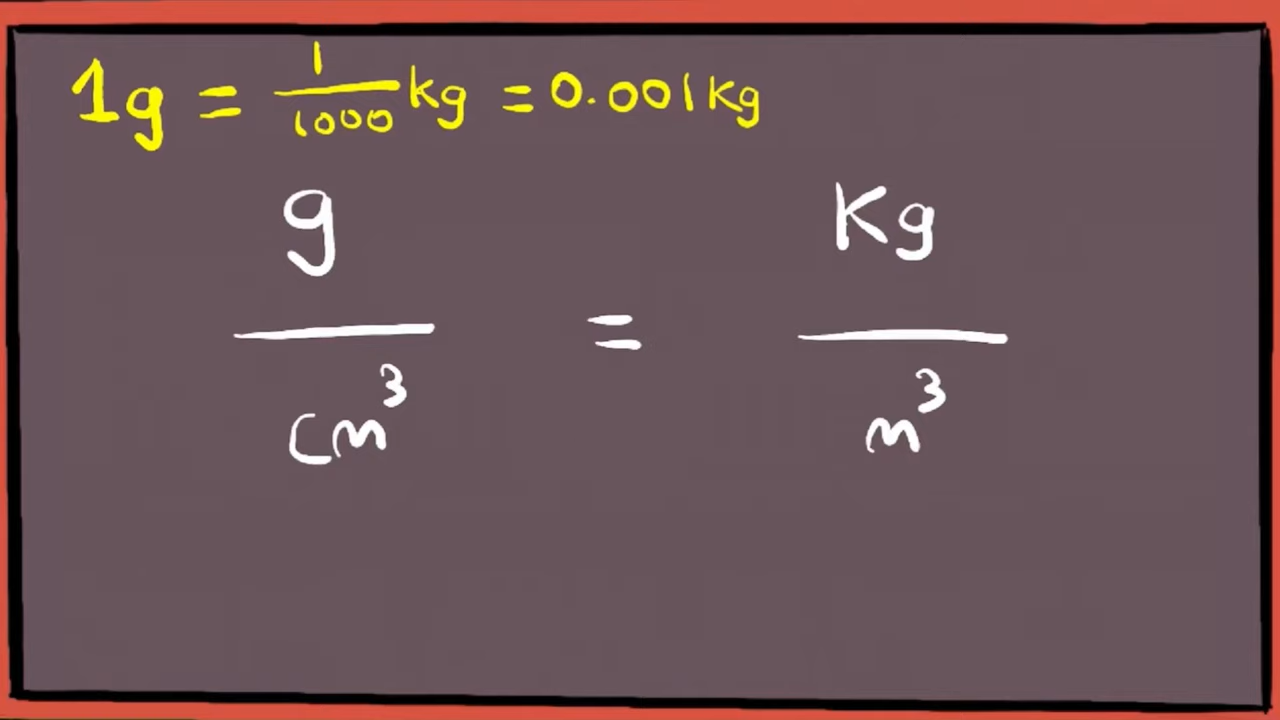 1g = 1/1000 kg = 0.001kg
g/cm³ = Kg/m³